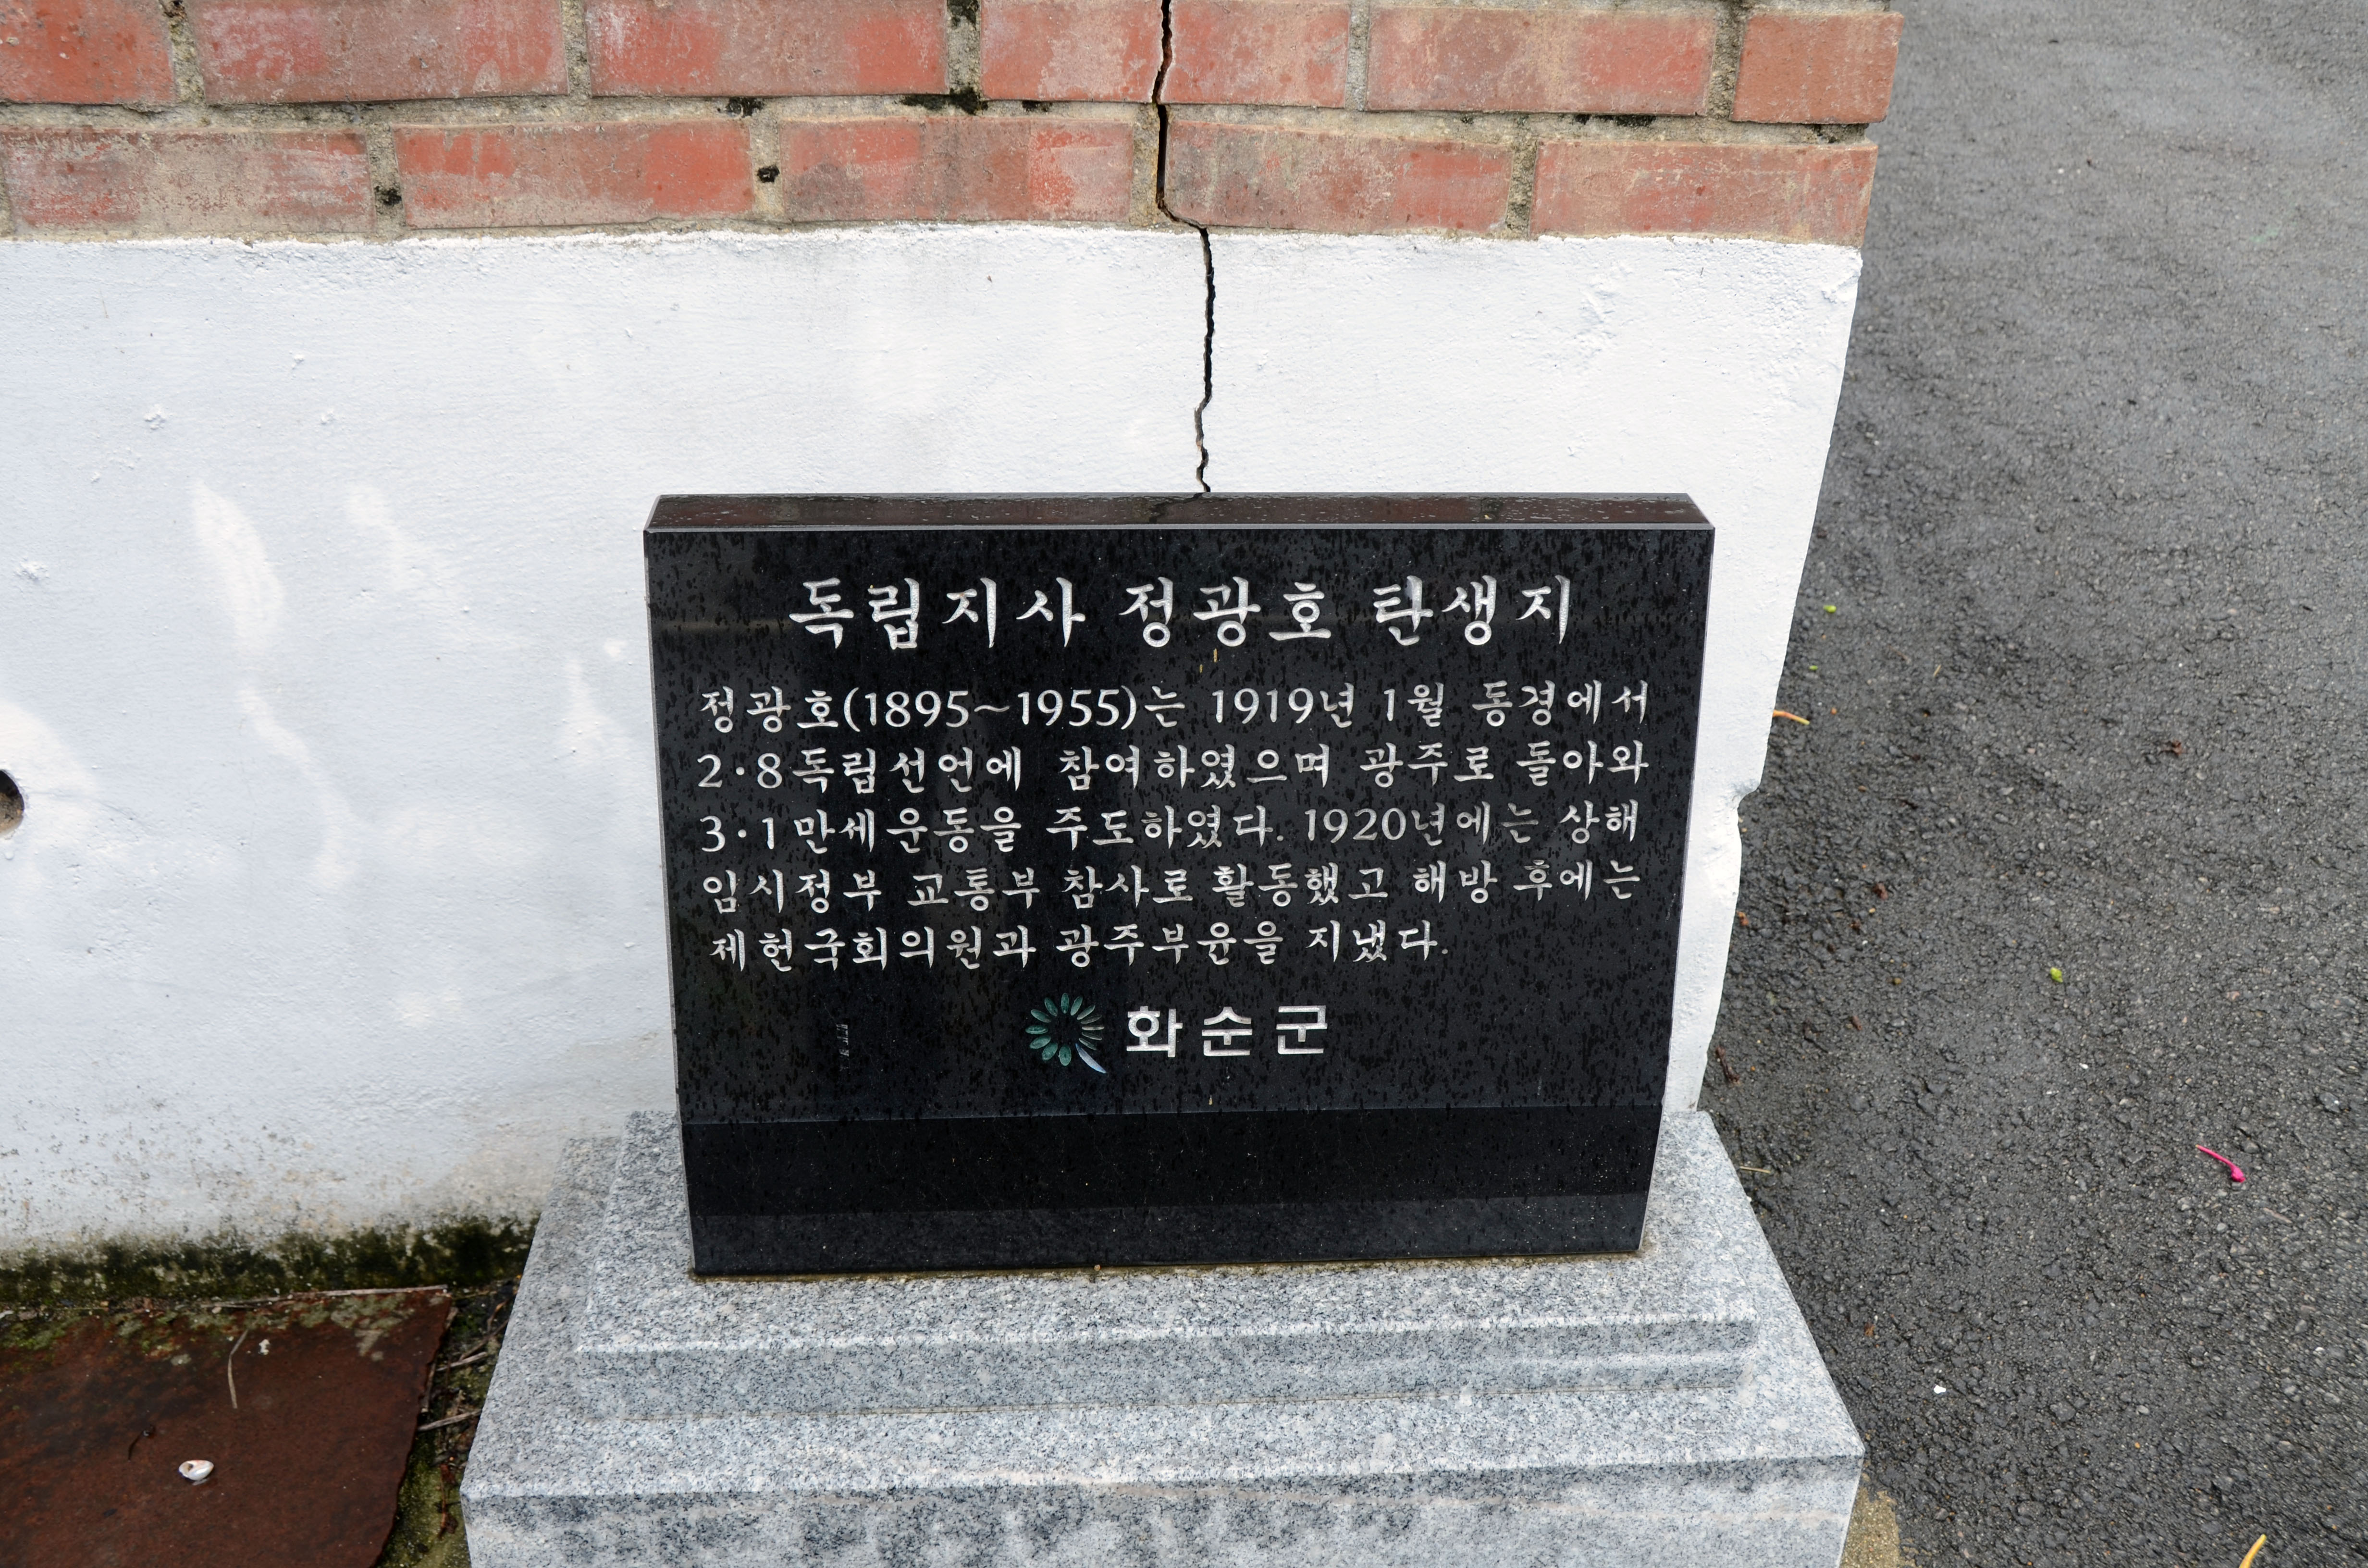 독립지사 정광호 탄생지
정광호(1895~1955)는 1919년 1월 동경에서
2·8독립선언에 참여하였으며 광주로 돌아와
3·1만세운동을 주도하였다. 1920년에는 상해
임시정부 교통부 참사로 활동했고 해방 후에는
제헌국회의원과 광주부윤을 지냈다.
화순군